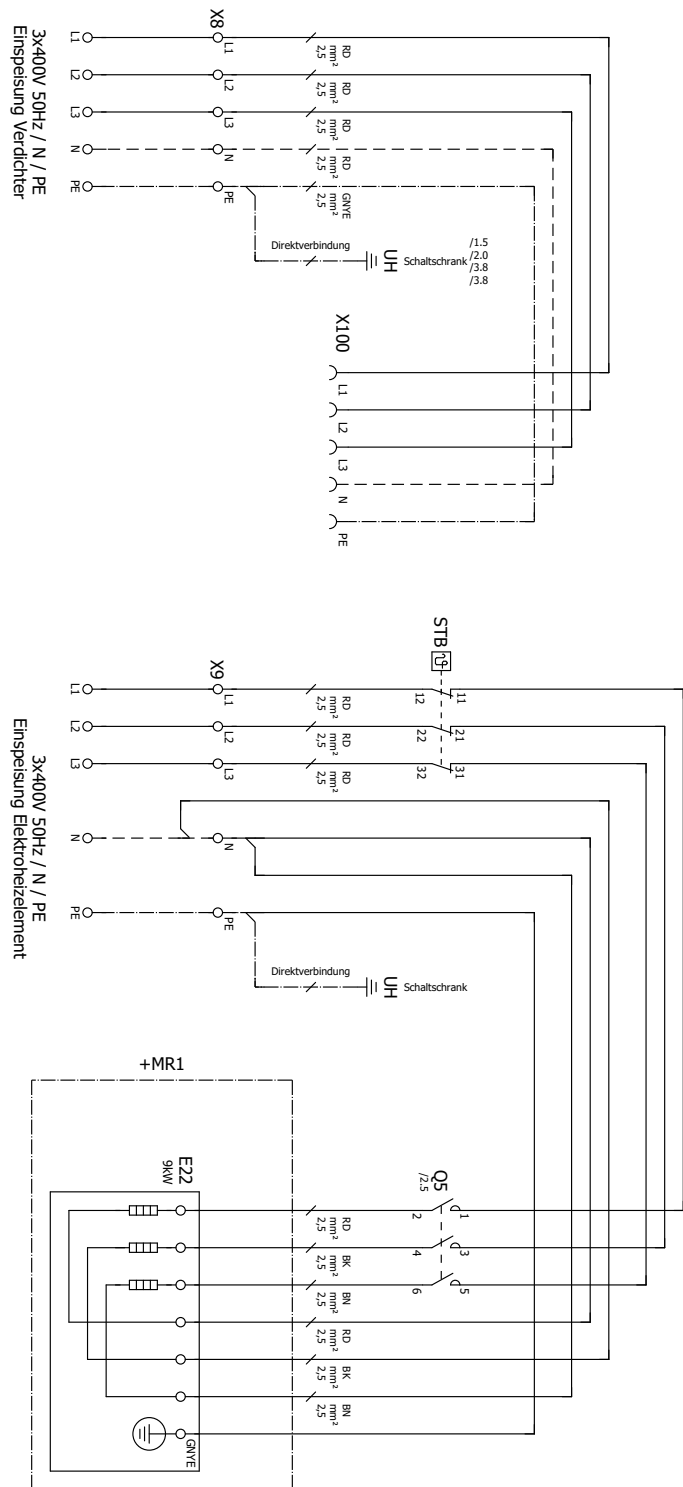 X8
L1
L2
L3
N
PE
L1
L2
L3
N
PE
3x400V 50Hz / N / PE
Einspeisung Verdichter
RD
2,5 mm²
RD
2,5 mm²
RD
2,5 mm²
RD
2,5 mm²
GNYE
2,5 mm²
Direktverbindung
UH
Schaltschrank
/1.5
/2.0
/3.8
/3.8
X100
L1
L2
L3
N
PE
STB
ϑ
11
12
21
22
31
32
X9
L1
L2
L3
N
PE
L1
L2
L3
N
PE
3x400V 50Hz / N / PE
Einspeisung Elektroheizelement
RD
2,5 mm²
RD
2,5 mm²
RD
2,5 mm²
Direktverbindung
UH
Schaltschrank
+MR1
Q5
/2.5
1
2
3
4
5
6
E22
9kW
RD
2,5 mm²
BK
2,5 mm²
BN
2,5 mm²
RD
2,5 mm²
BK
2,5 mm²
BN
2,5 mm²
GNYE